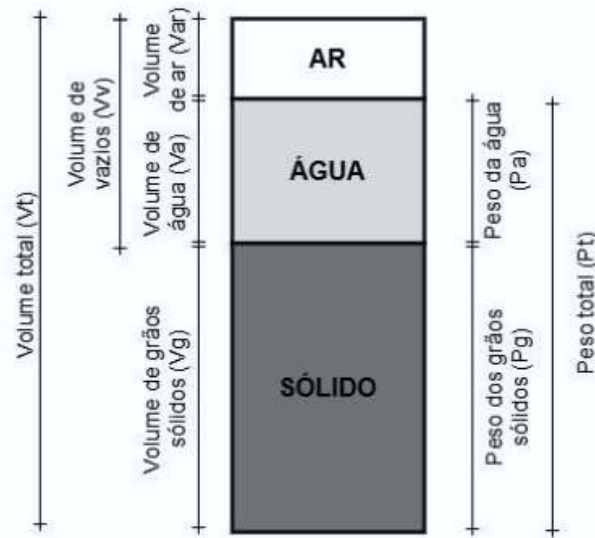 Volume total (Vt)
Volume de
vazios (Vv)
Volume
de ar (Var)
Volume de
água (Va)
Volume de grãos
sólidos (Vg)
AR
ÁGUA
SÓLIDO
Peso da água
(Pa)
Peso dos grãos
sólidos (Pg)
Peso total (Pt)